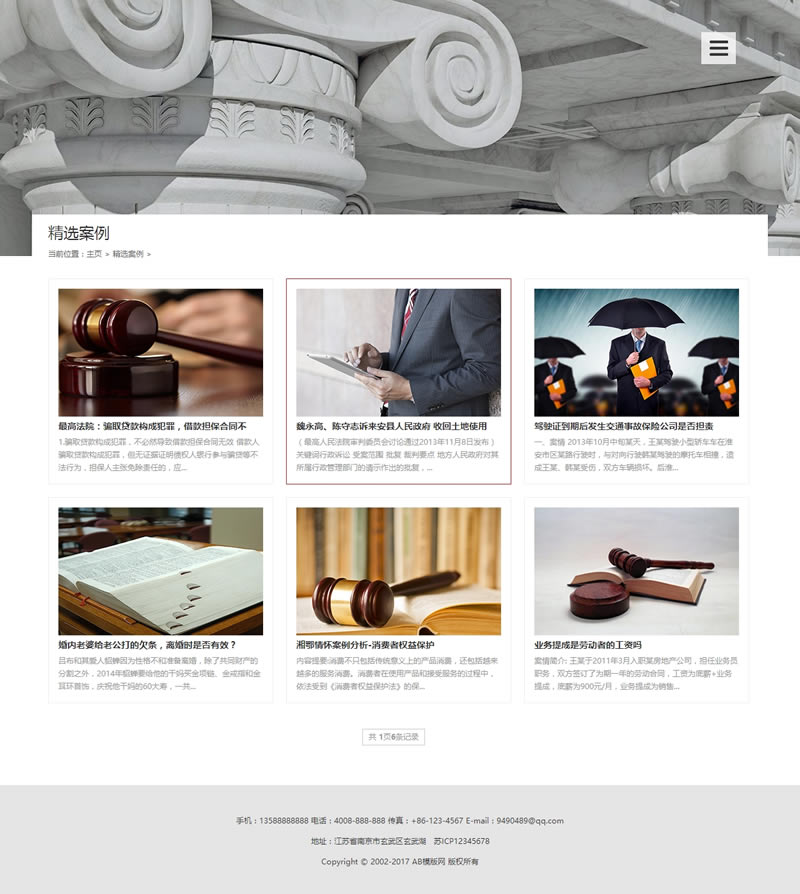 精选案例
当前位置：主页 > 精选案例 >
最高法院：骗取贷款构成犯罪，借款担保合同不
1.骗取贷款构成犯罪，不必然导致借款担保合同无效 借款人
骗取贷款构成犯罪，但无证据证明债权人银行参与骗贷等不
法行为，担保人主张免除责任的，应...
魏永高、陈守志诉来安县人民政府 收回土地使用
（最高人民法院审判委员会讨论通过2013年11月8日发布）
关键词行政诉讼 受案范围 批复 裁判要点 地方人民政府对其
所属行政管理部门的请示作出的批复，...
驾驶证到期后发生交通事故保险公司是否担责
一、案情 2013年10月中旬某天，王某驾驶小型轿车车在淮
安市区某路行驶时，与对向行驶韩某驾驶的摩托车相撞，造
成王某、韩某受伤，双方车辆损坏。后淮...
婚内老婆给老公打的欠条，离婚时是否有效？
吕布和其爱人貂蝉因为性格不和准备离婚，除了共同财产的
分割之外，2014年貂蝉要给他的干妈买金项链、金戒指和金
耳环首饰，庆祝他干妈的60大寿，一共...
湘鄂情怀案例分析-消费者权益保护
内容提要:消费不只包括传统意义上的产品消费，还包括越来
越多的服务消费。消费者在使用产品和接受服务的过程中，
依法受到《消费者权益保护法》的保...
业务提成是劳动者的工资吗
案情简介: 王某于2011年3月入职某房地产公司，担任业务员
职务，双方签订了为期一年的劳动合同，工资为底薪+业务
提成，底薪为900元/月，业务提成为销售...
共 1页6条记录
手机：13588888888 电话：4008-888-888 传真：+86-123-4567 E-mail：9490489@qq.com
地址：江苏省南京市玄武区玄武湖 苏ICP12345678
Copyright © 2002-2017 AB模版网 版权所有